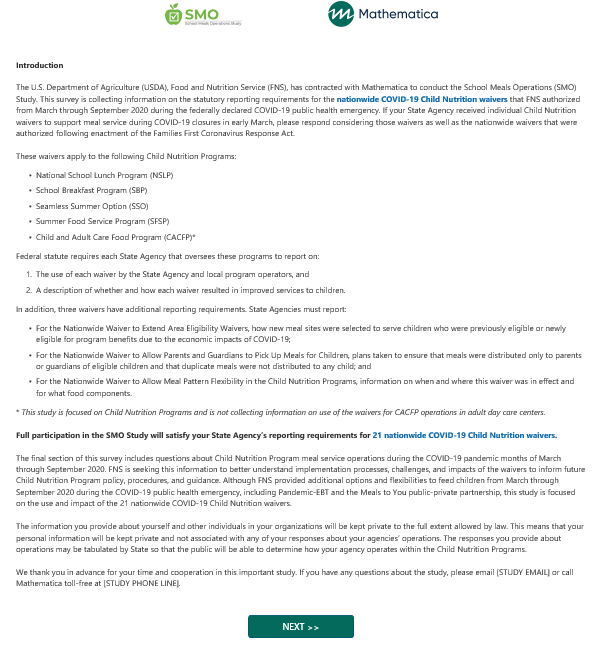 SMO
School Meals Operations Study
Mathematica
Introduction
The U.S. Department of Agriculture (USDA), Food and Nutrition Service (FNS), has contracted with Mathematica to conduct the School Meals Operations (SMO)
Study. This survey is collecting information on the statutory reporting requirements for the nationwide COVID-19 Child Nutrition waivers that FNS authorized
from March through September 2020 during the federally declared COVID-19 public health emergency. If your State Agency received individual Child Nutrition
waivers to support meal service during COVID-19 closures in early March, please respond considering those waivers as well as the nationwide waivers that were
authorized following enactment of the Families First Coronavirus Response Act.
These waivers apply to the following Child Nutrition Programs:
• National School Lunch Program (NSLP)
• School Breakfast Program (SBP)
• Seamless Summer Option (SSO)
• Summer Food Service Program (SFSP)
• Child and Adult Care Food Program (CACFP)*
Federal statute requires each State Agency that oversees these programs to report on:
1. The use of each waiver by the State Agency and local program operators, and
2. A description of whether and how each waiver resulted in improved services to children.
In addition, three waivers have additional reporting requirements. State Agencies must report:
• For the Nationwide Waiver to Extend Area Eligibility Waivers, how new meal sites were selected to serve children who were previously eligible or newly
eligible for program benefits due to the economic impacts of COVID-19;
• For the Nationwide Waiver to Allow Parents and Guardians to Pick Up Meals for Children, plans taken to ensure that meals were distributed only to parents
or guardians of eligible children and that duplicate meals were not distributed to any child; and
• For the Nationwide Waiver to Allow Meal Pattern Flexibility in the Child Nutrition Programs, information on when and where this waiver was in effect and
for what food components.
* This study is focused on Child Nutrition Programs and is not collecting information on use of the waivers for CACFP operations in adult day care centers.
Full participation in the SMO Study will satisfy your State Agency's reporting requirements for 21 nationwide COVID-19 Child Nutrition waivers.
The final section of this survey includes questions about Child Nutrition Program meal service operations during the COVID-19 pandemic months of March
through September 2020. FNS is seeking this information to better understand implementation processes, challenges, and impacts of the waivers to inform future
Child Nutrition Program policy, procedures, and guidance. Although FNS provided additional options and flexibilities to feed children from March through
September 2020 during the COVID-19 public health emergency, including Pandemic-EBT and the Meals to You public-private partnership, this study is focused
on the use and impact of the 21 nationwide COVID-19 Child Nutrition waivers.
The information you provide about yourself and other individuals in your organizations will be kept private to the full extent allowed by law. This means that your
personal information will be kept private and not associated with any of your responses about your agencies' operations. The responses you provide about
operations may be tabulated by State so that the public will be able to determine how your agency operates within the Child Nutrition Programs.
We thank you in advance for your time and cooperation in this important study. If you have any questions about the study, please email [STUDY EMAIL] or call
Mathematica toll-free at [STUDY PHONE LINE].
NEXT >>